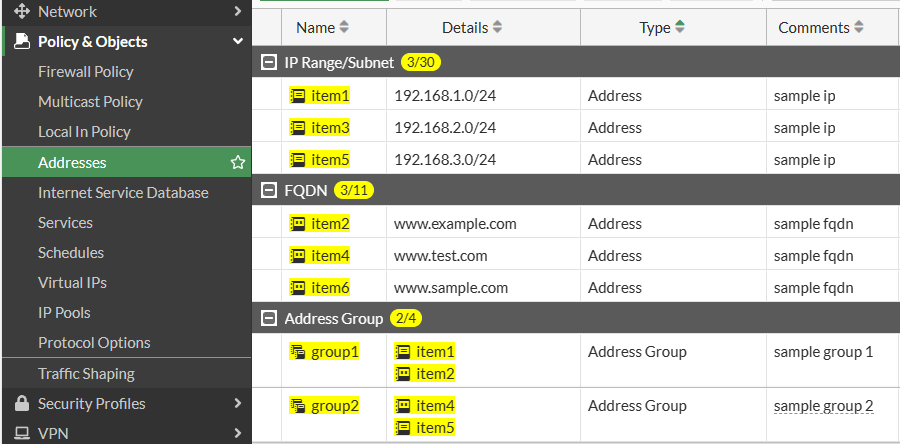 Network
Policy & Objects
Firewall Policy
Multicast Policy
Local In Policy
Addresses
Internet Service Database
Services
Schedules
Virtual IPs
IP Pools
Protocol Options
Traffic Shaping
Security Profiles
VPN
Name Details Type Comments
IP Range/Subnet 3/30
item1 192.168.1.0/24 Address sample ip
item3 192.168.2.0/24 Address sample ip
item5 192.168.3.0/24 Address sample ip
FQDN 3/11
item2 www.example.com Address sample fqdn
item4 www.test.com Address sample fqdn
item6 www.sample.com Address sample fqdn
Address Group 2/4
group1 item1 Address Group sample group 1
item2
group2 item4 Address Group sample group 2
item5